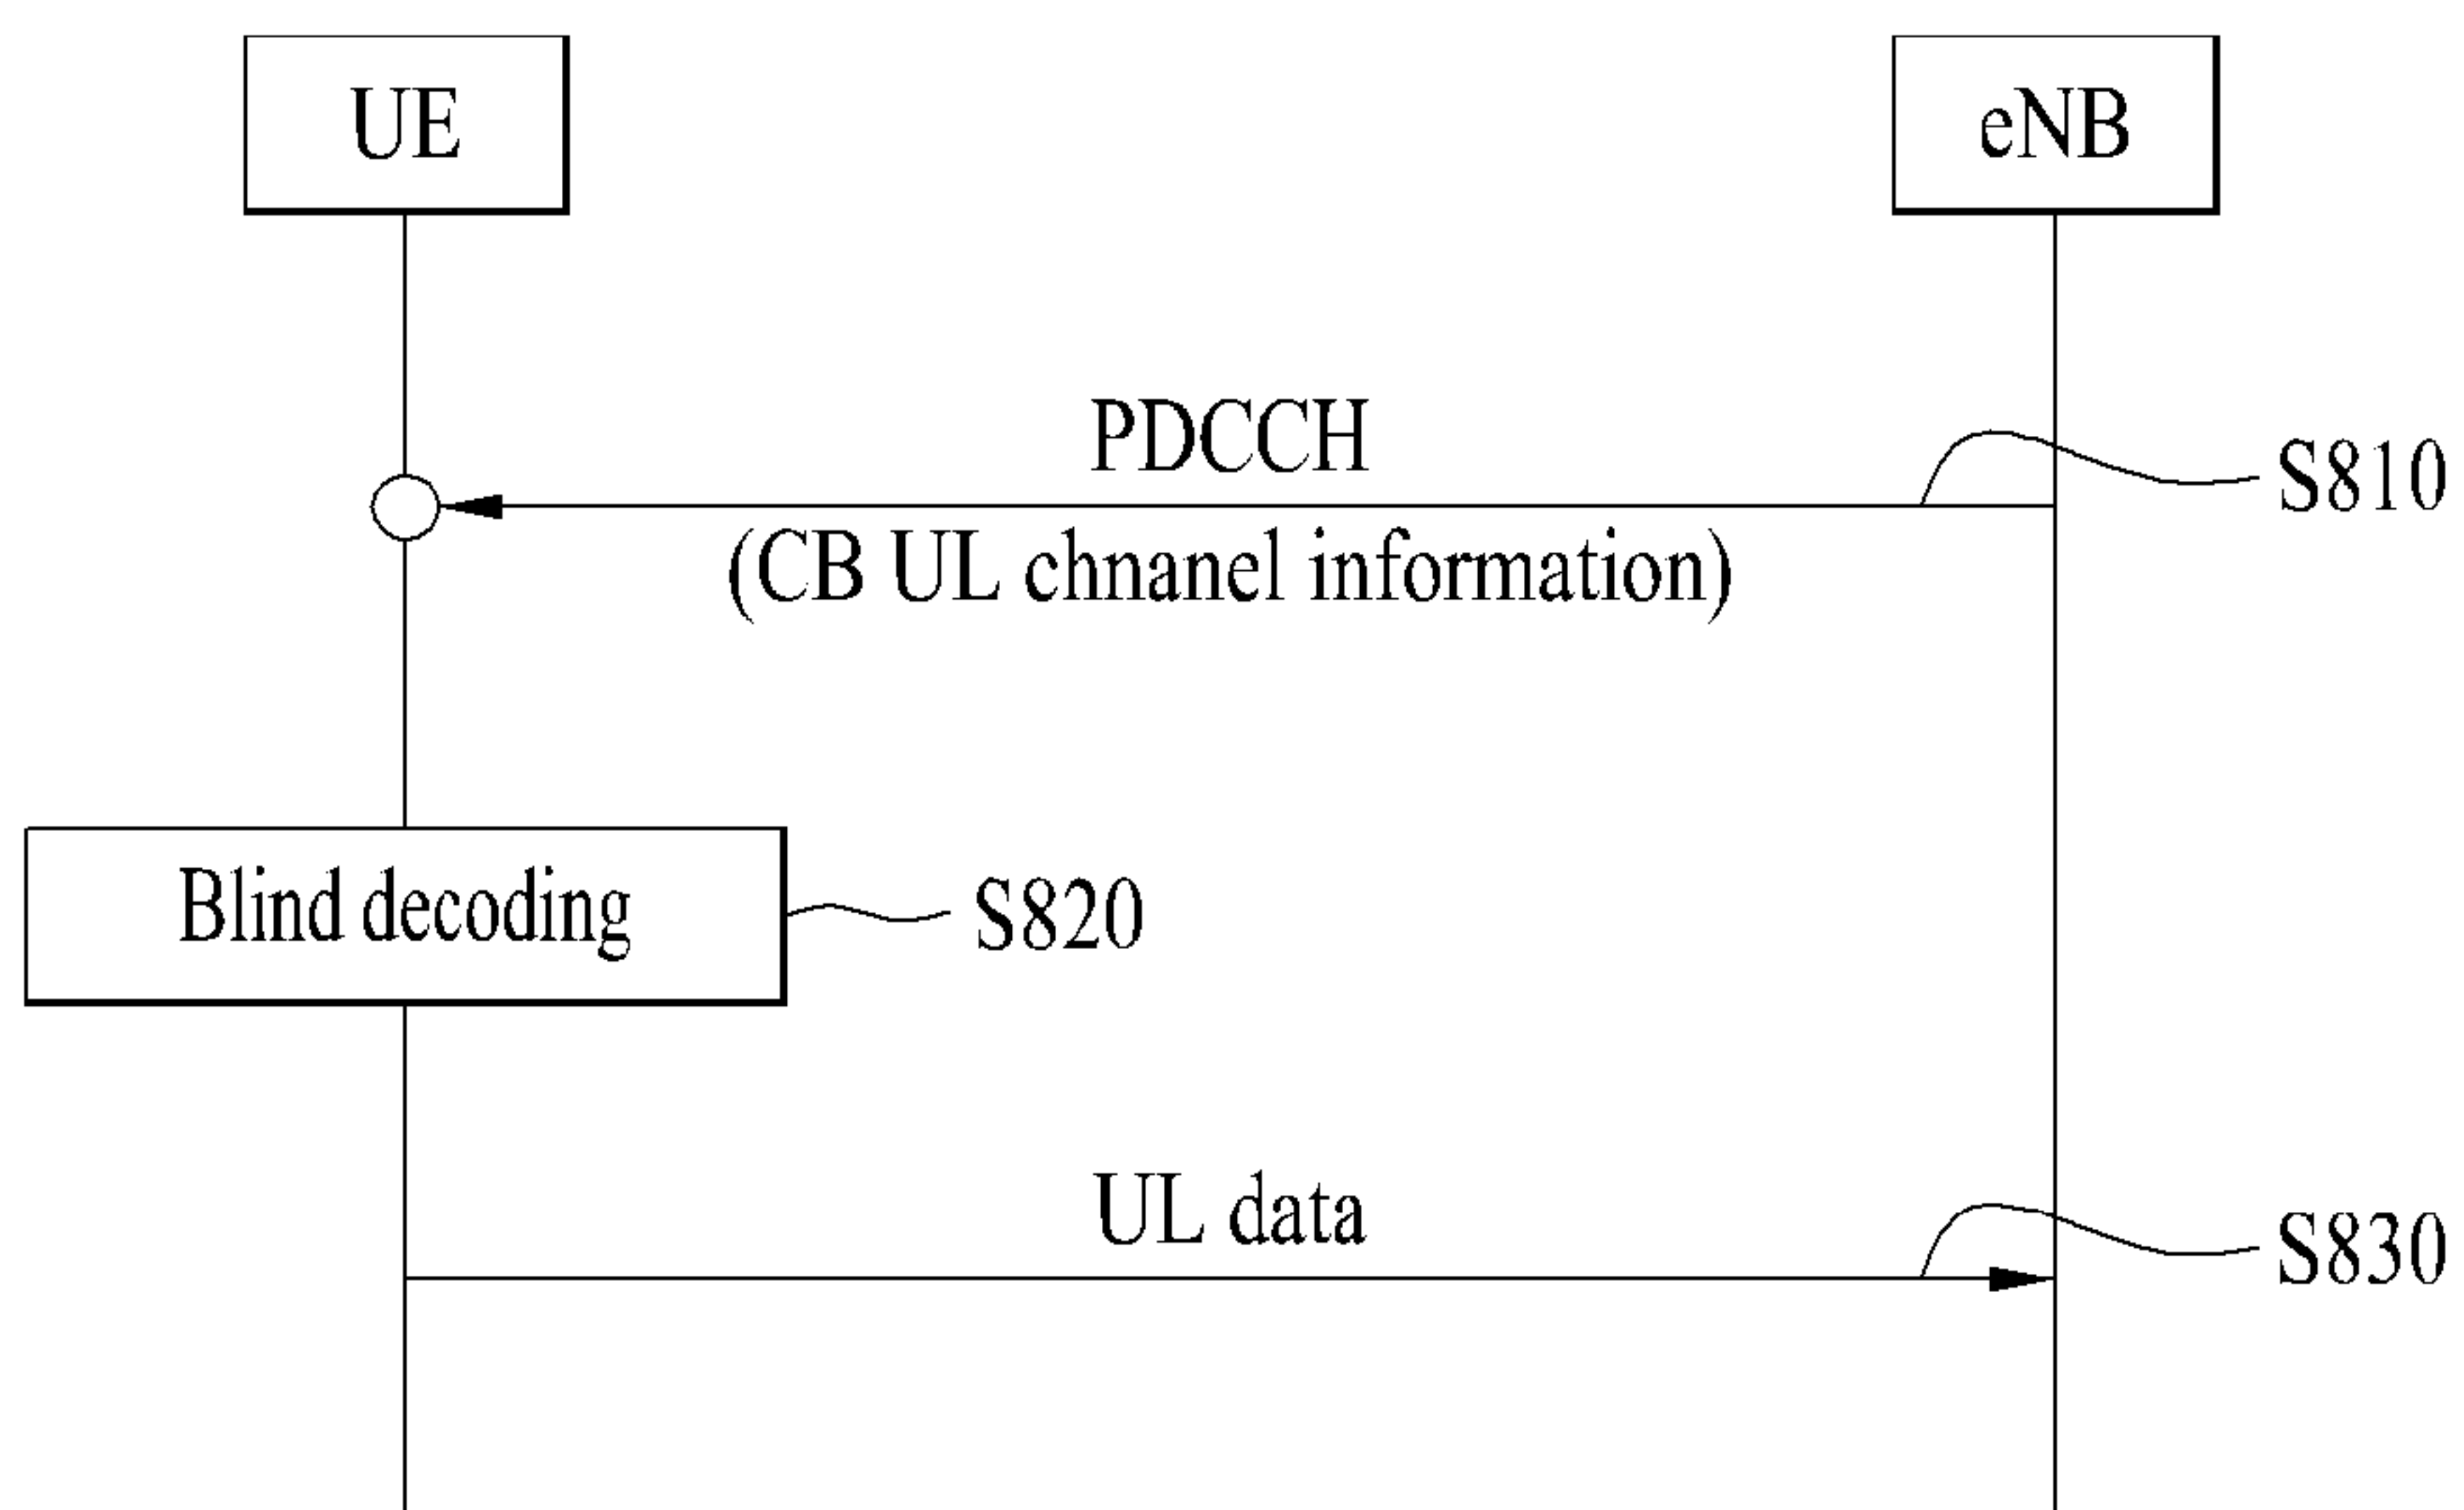 UE
eNB
PDCCH
S810
(CB UL chnanel information)
Blind decoding
S820
UL data
S830